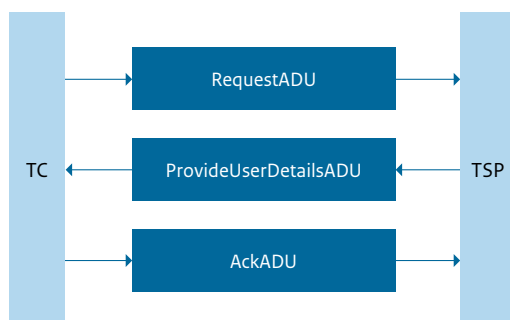 RequestADU
TC
ProvideUserDetailsADU
TSP
AckADU